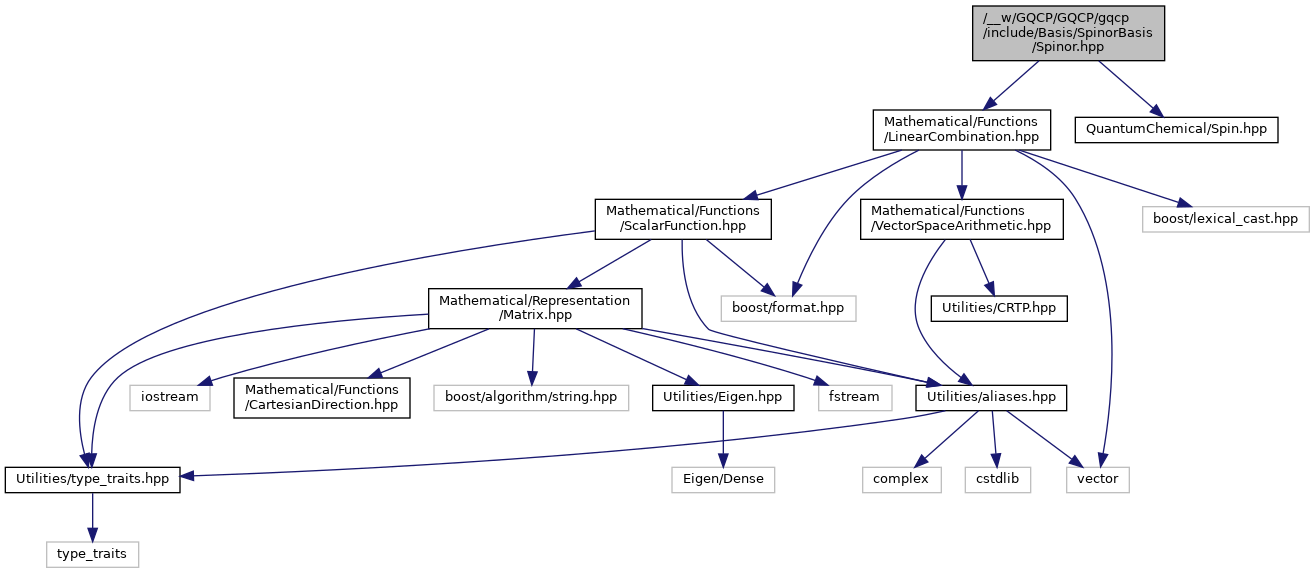 /__w/GQCP/GQCP/gqcp
/include/Basis/SpinorBasis
/Spinor.hpp
Mathematical/Functions
/LinearCombination.hpp
QuantumChemical/Spin.hpp
Mathematical/Functions
/ScalarFunction.hpp
Mathematical/Functions
/VectorSpaceArithmetic.hpp
boost/lexical_cast.hpp
Mathematical/Representation
/Matrix.hpp
boost/format.hpp
Utilities/CRTP.hpp
iostream
Mathematical/Functions
/CartesianDirection.hpp
boost/algorithm/string.hpp
Utilities/Eigen.hpp
fstream
Utilities/aliases.hpp
Utilities/type_traits.hpp
Eigen/Dense
complex
cstdlib
vector
type_traits